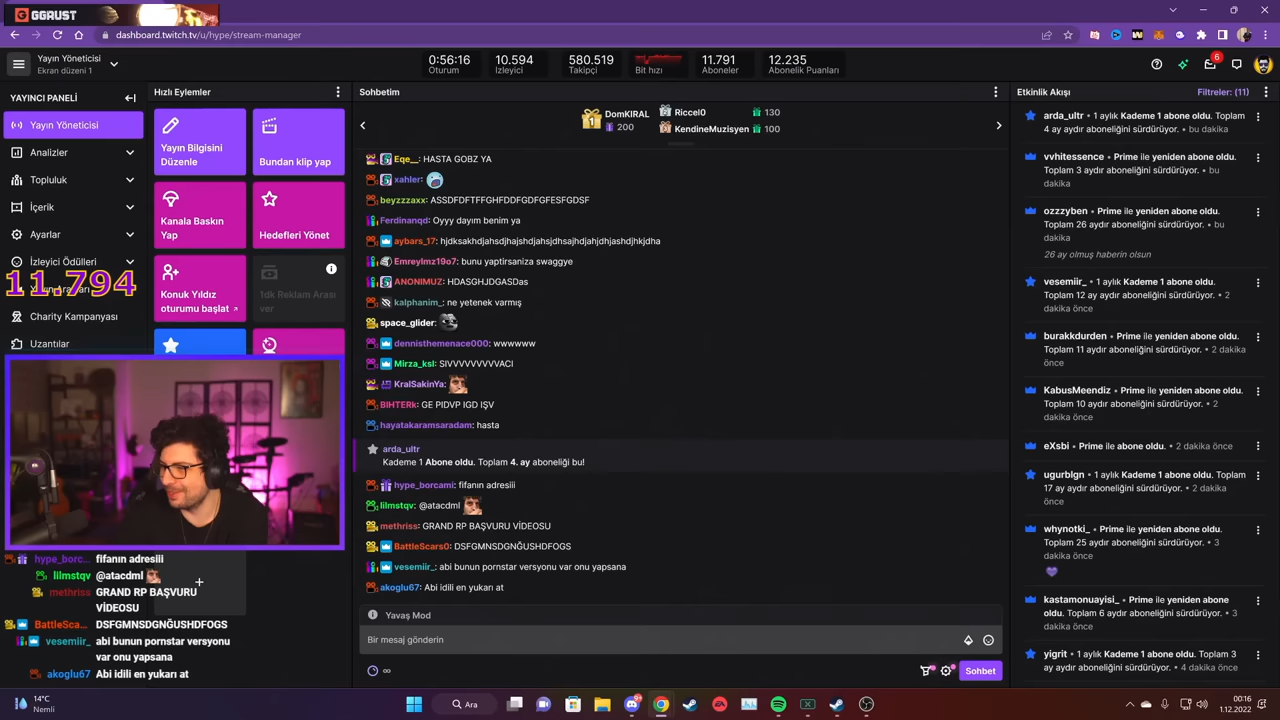 GGRUST
dashboard.twitch.tv/u/hype/stream-manager
Yayın Yöneticisi
Ekran düzeni 1
0:56:16
Oturum
10.594
İzleyici
580.519
Takipçi
Bit hızı
11.791
Aboneler
12.235
Abonelik Puanları
6
YAYINCI PANELİ
Yayın Yöneticisi
Analizler
Topluluk
İçerik
Ayarlar
İzleyici Ödülleri
11.794
Charity Kampanyası
Uzantılar
Hızlı Eylemler
Yayın Bilgisini
Düzenle
Bundan klip yap
Kanala Baskın
Yap
Hedefleri Yönet
Konuk Yıldız
oturumu başlat
1dk Reklam Arası
ver
hype_borc... fifanın adresiii
lilmstqv @atacdml
methriss GRAND RP BAŞVURU
VİDEOSU
BattleSca... DSFGMNSDGNĞUSHDFOGS
vesemiir_ abi bunun pornstar versyonu
var onu yapsana
akoglu67 Abi idili en yukarı at
Sohbetim
1
DomKIRAL
200
Riccel0 130
KendineMuzisyen 100
Eqe__: HASTA GOBZ YA
xahler:
beyzzzaxx: ASSDFDFTFFGHFDDFGDFGFESFGDSF
Ferdinanqd: Oyyy dayım benim ya
aybars_17: hjdksakhdjahsdjhajshdjahsjdhsajhdjahjdhjashdjhkjdha
Emreylmz19o7: bunu yaptirsaniza swaggye
ANONIMUZ: HDASGHJDGASDas
kalphanim_: ne yetenek varmış
space_glider:
dennisthemenace000: wwwwww
Mirza_ksl: SIVVVVVVVVACI
KralSakinYa:
BIHTERk: GE PIDVP IGD IŞV
hayatakaramsaradam: hasta
arda_ultr
Kademe 1 Abone oldu. Toplam 4. ay aboneliği bu!
hype_borcami: fifanın adresiii
lilmstqv: @atacdml
methriss: GRAND RP BAŞVURU VİDEOSU
BattleScars0: DSFGMNSDGNĞUSHDFOGS
vesemiir_: abi bunun pornstar versyonu var onu yapsana
akoglu67: Abi idili en yukarı at
Yavaş Mod
Bir mesaj gönderin
∞
Sohbet
Etkinlik Akışı
Filtreler: (11)
arda_ultr • 1 aylık Kademe 1 abone oldu. Toplam
4 ay aydır aboneliğini sürdürüyor. • bu dakika
vvhitessence • Prime ile yeniden abone oldu.
Toplam 3 aydır aboneliğini sürdürüyor. • bu
dakika
ozzzyben • Prime ile yeniden abone oldu.
Toplam 26 aydır aboneliğini sürdürüyor. • bu
dakika
26 ay olmuş haberin olsun
vesemiir_ • 1 aylık Kademe 1 abone oldu.
Toplam 12 ay aydır aboneliğini sürdürüyor. • 2
dakika önce
burakkdurden • Prime ile yeniden abone oldu.
Toplam 11 aydır aboneliğini sürdürüyor. • 2 dakika
önce
KabusMeendiz • Prime ile yeniden abone oldu.
Toplam 10 aydır aboneliğini sürdürüyor. • 2
dakika önce
eXsbi • Prime ile abone oldu. • 2 dakika önce
ugurblgn • 1 aylık Kademe 1 abone oldu. Toplam
17 ay aydır aboneliğini sürdürüyor. • 2 dakika
önce
whynotki_ • Prime ile yeniden abone oldu.
Toplam 25 aydır aboneliğini sürdürüyor. • 3
dakika önce
kastamonuayisi_ • Prime ile yeniden abone
oldu. Toplam 6 aydır aboneliğini sürdürüyor. • 3
dakika önce
yigrit • 1 aylık Kademe 1 abone oldu. Toplam 3
ay aydır aboneliğini sürdürüyor. • 4 dakika önce
14°C
Nemli
Ara
00:16
1.12.2022